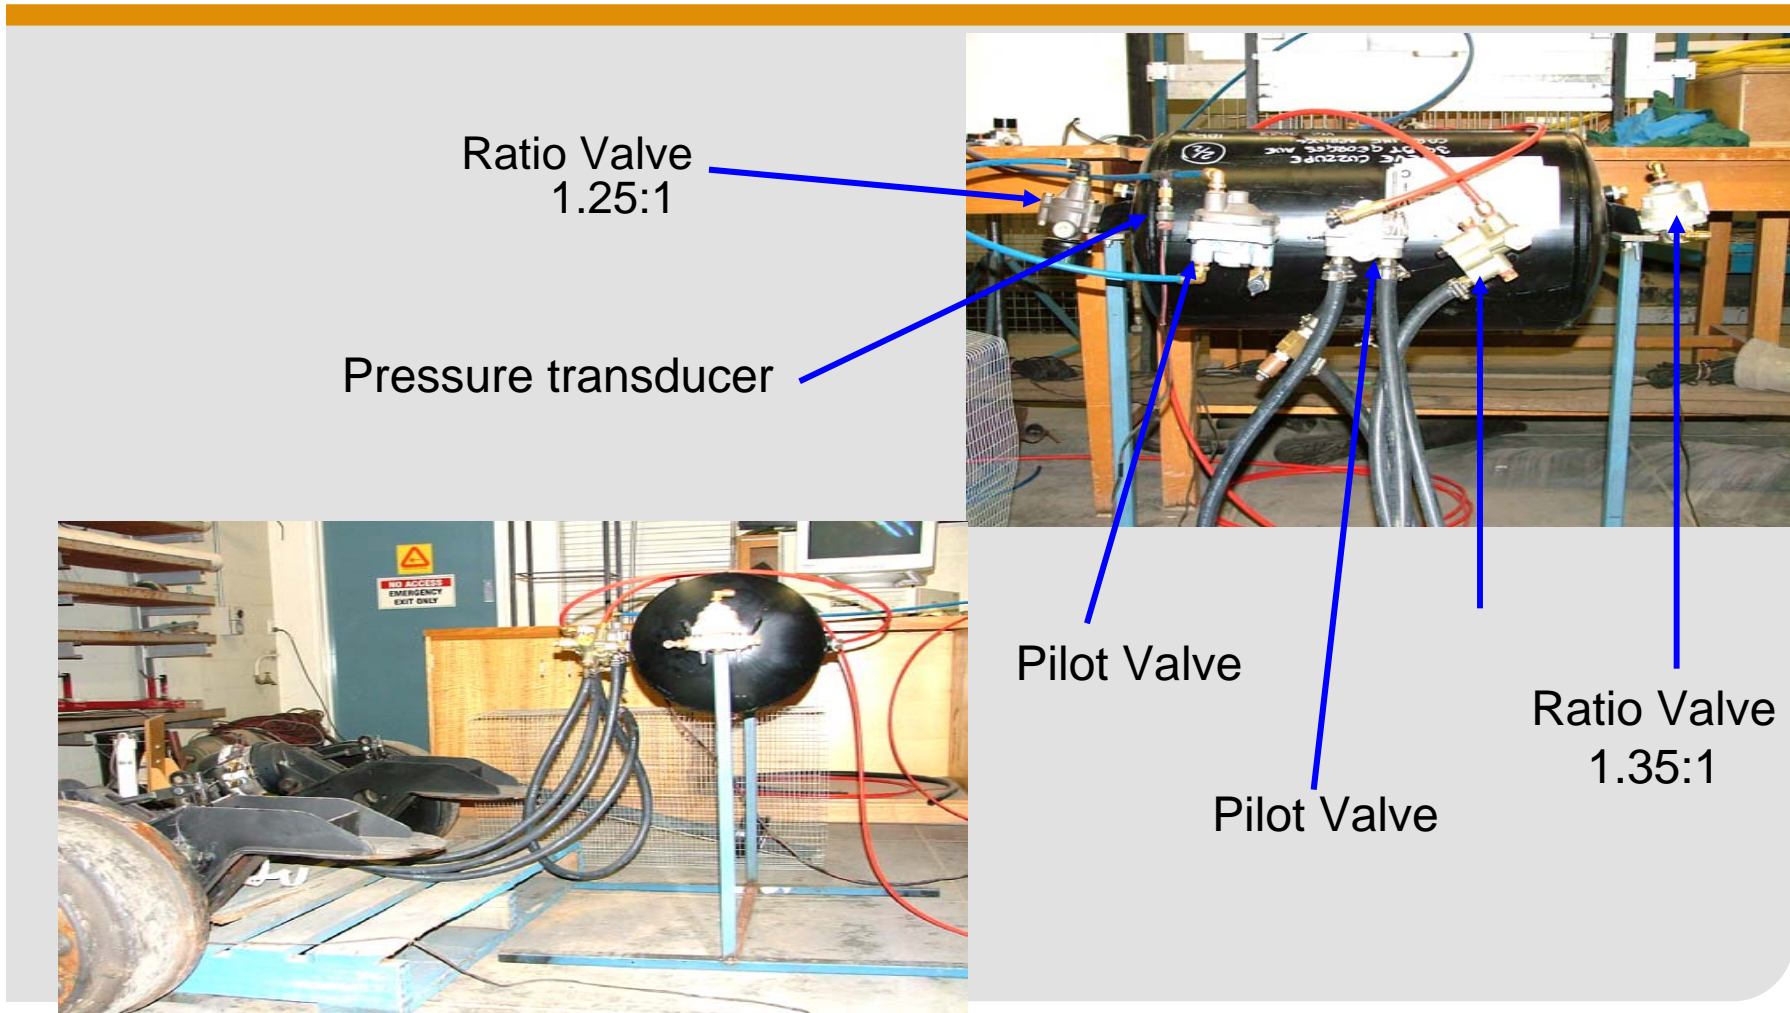 Ratio Valve
1.25:1
Pressure transducer
Pilot Valve
Ratio Valve
1.35:1
Pilot Valve
NO ACCESS
EMERGENCY
EXIT ONLY